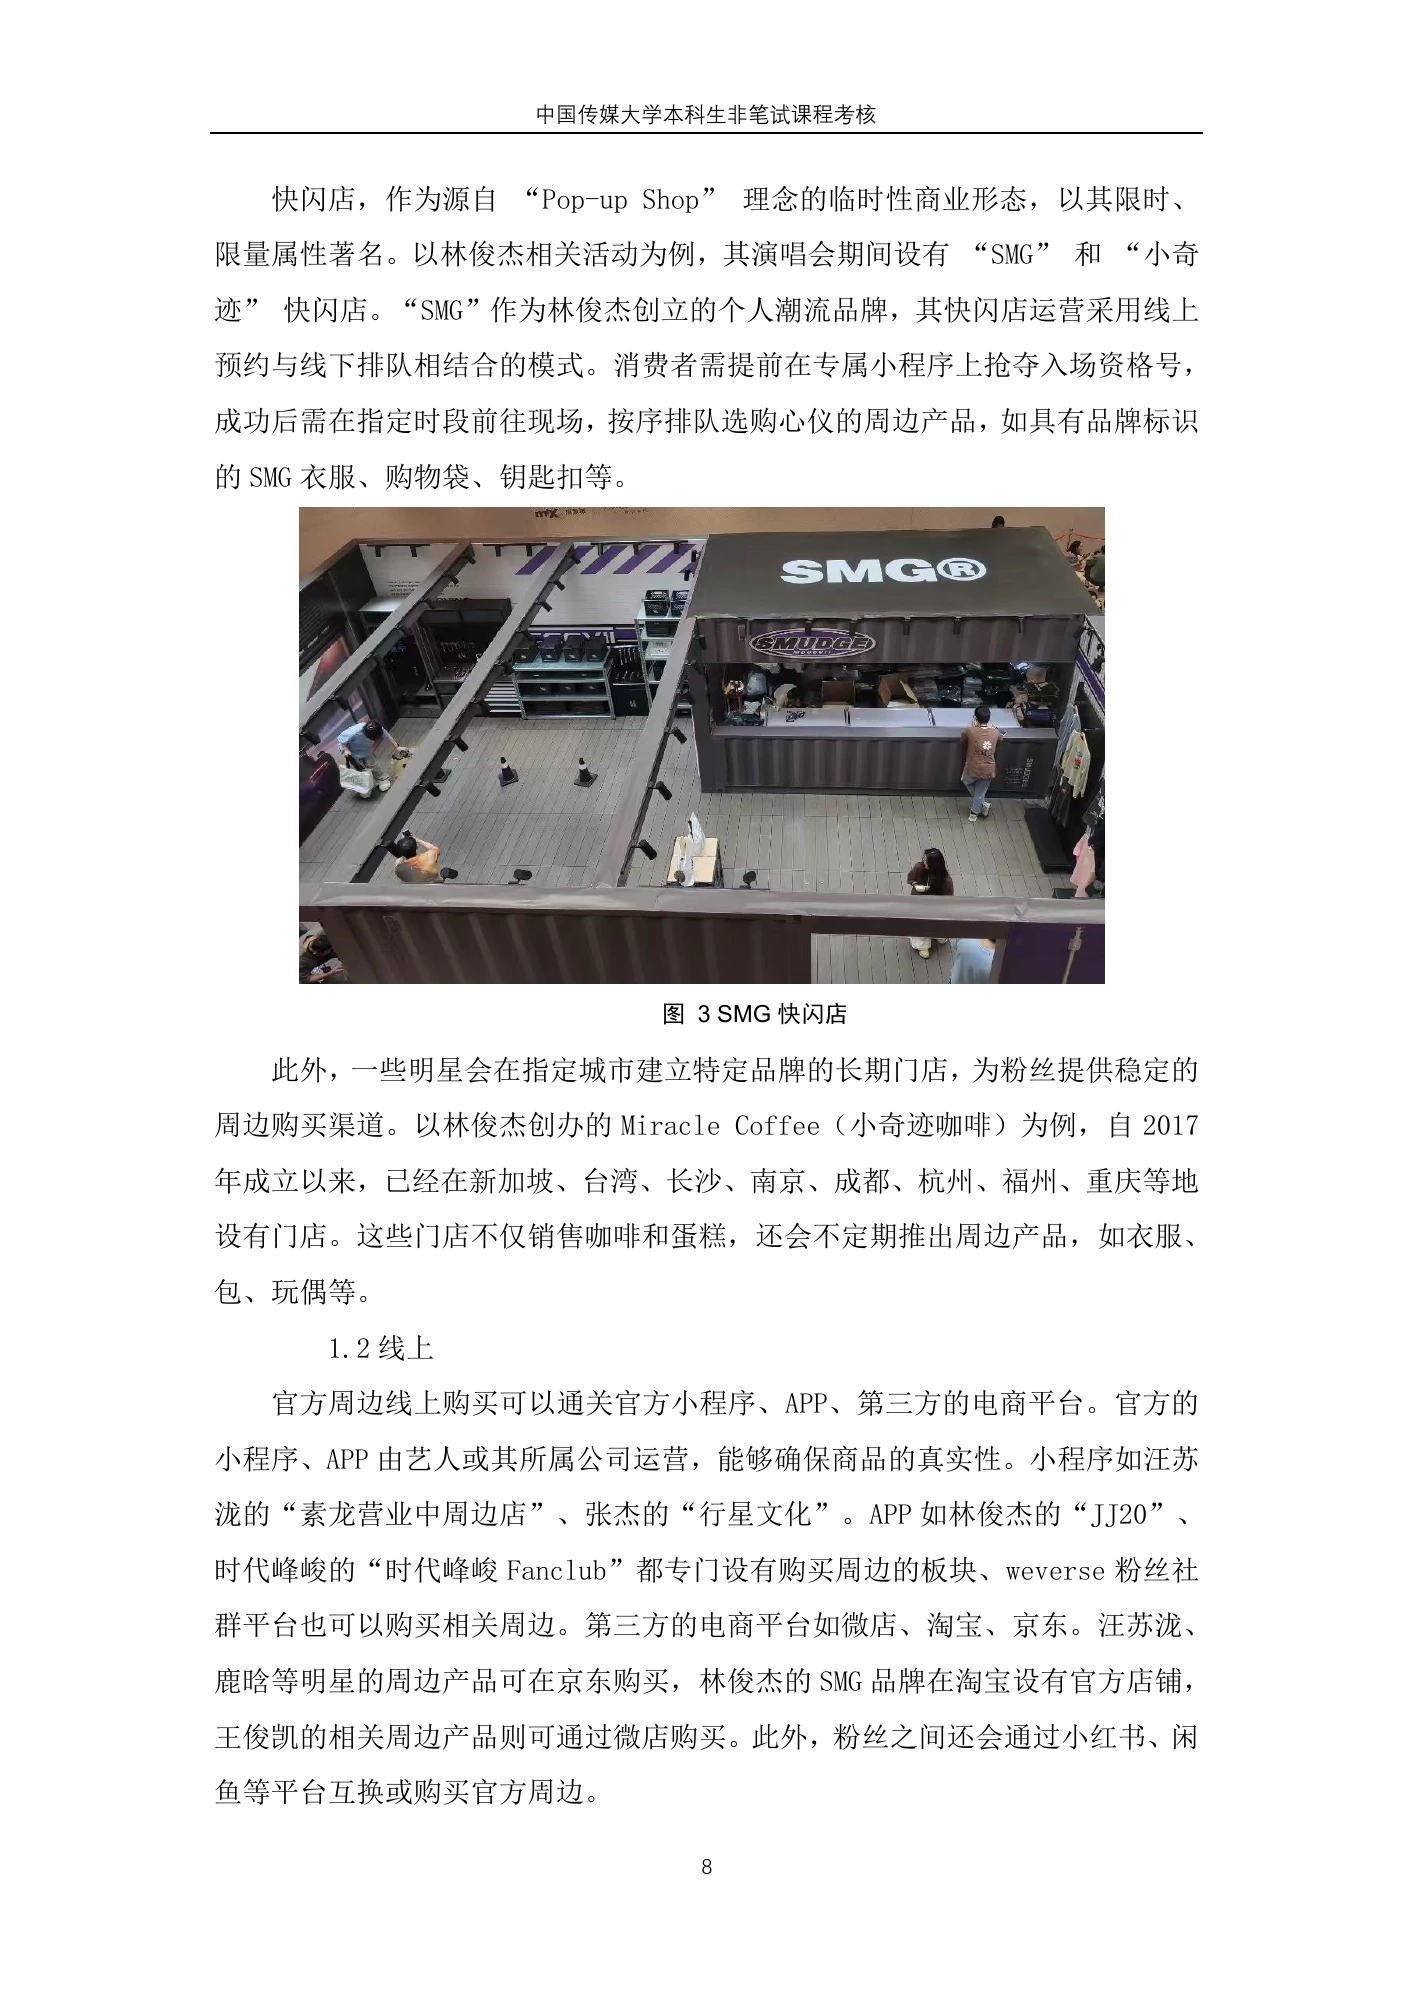 中国传媒大学本科生非笔试课程考核
快闪店，作为源自 “Pop-up Shop” 理念的临时性商业形态，以其限时、
限量属性著名。以林俊杰相关活动为例，其演唱会期间设有 “SMG” 和 “小奇
迹” 快闪店。“SMG”作为林俊杰创立的个人潮流品牌，其快闪店运营采用线上
预约与线下排队相结合的模式。消费者需提前在专属小程序上抢夺入场资格号，
成功后需在指定时段前往现场，按序排队选购心仪的周边产品，如具有品牌标识
的 SMG 衣服、购物袋、钥匙扣等。
SMG®
SMUDGE
图 3 SMG 快闪店
此外，一些明星会在指定城市建立特定品牌的长期门店，为粉丝提供稳定的
周边购买渠道。以林俊杰创办的 Miracle Coffee（小奇迹咖啡）为例，自 2017
年成立以来，已经在新加坡、台湾、长沙、南京、成都、杭州、福州、重庆等地
设有门店。这些门店不仅销售咖啡和蛋糕，还会不定期推出周边产品，如衣服、
包、玩偶等。
1.2 线上
官方周边线上购买可以通关官方小程序、APP、第三方的电商平台。官方的
小程序、APP 由艺人或其所属公司运营，能够确保商品的真实性。小程序如汪苏
泷的“素龙营业中周边店”、张杰的“行星文化”。APP 如林俊杰的“JJ20”、
时代峰峻的“时代峰峻 Fanclub”都专门设有购买周边的板块、weverse 粉丝社
群平台也可以购买相关周边。第三方的电商平台如微店、淘宝、京东。汪苏泷、
鹿晗等明星的周边产品可在京东购买，林俊杰的 SMG 品牌在淘宝设有官方店铺，
王俊凯的相关周边产品则可通过微店购买。此外，粉丝之间还会通过小红书、闲
鱼等平台互换或购买官方周边。
8